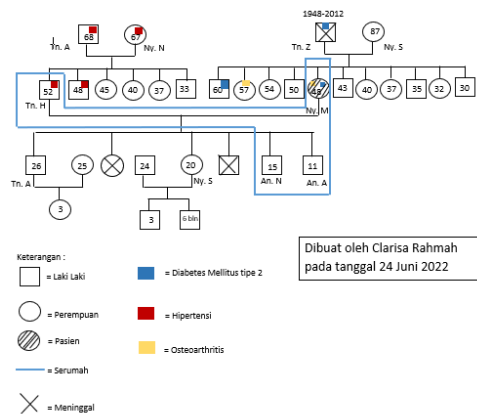 1948-2012
Tn. A 68 67 Ny. N Tn. Z 87 Ny. S
52 48 45 40 37 33 60 57 54 50 48 43 40 37 35 32 30
Tn. H Ny. M
26 25 24 20 15 11
Tn. A Ny. S An. N An. A
3 3 6 bln
Keterangan :
= Laki Laki
= Perempuan
= Pasien
= Serumah
= Meninggal
= Diabetes Mellitus tipe 2
= Hipertensi
= Osteoarthritis
Dibuat oleh Clarisa Rahmah
pada tanggal 24 Juni 2022